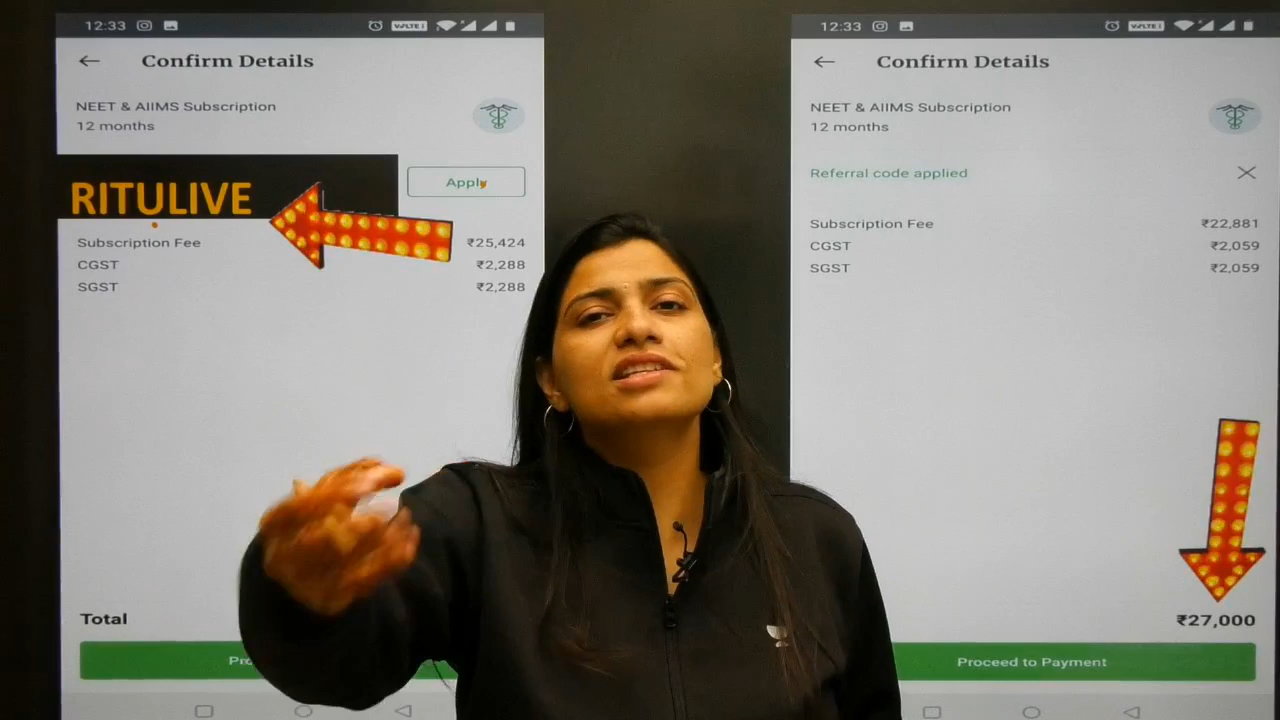 12:33
VoLTE
Confirm Details
NEET & AIIMS Subscription
12 months
RITULIVE
Apply
Subscription Fee ₹25,424
CGST ₹2,288
SGST ₹2,288
Total
12:33
VoLTE
Confirm Details
NEET & AIIMS Subscription
12 months
Referral code applied
Subscription Fee ₹22,881
CGST ₹2,059
SGST ₹2,059
₹27,000
Proceed to Payment